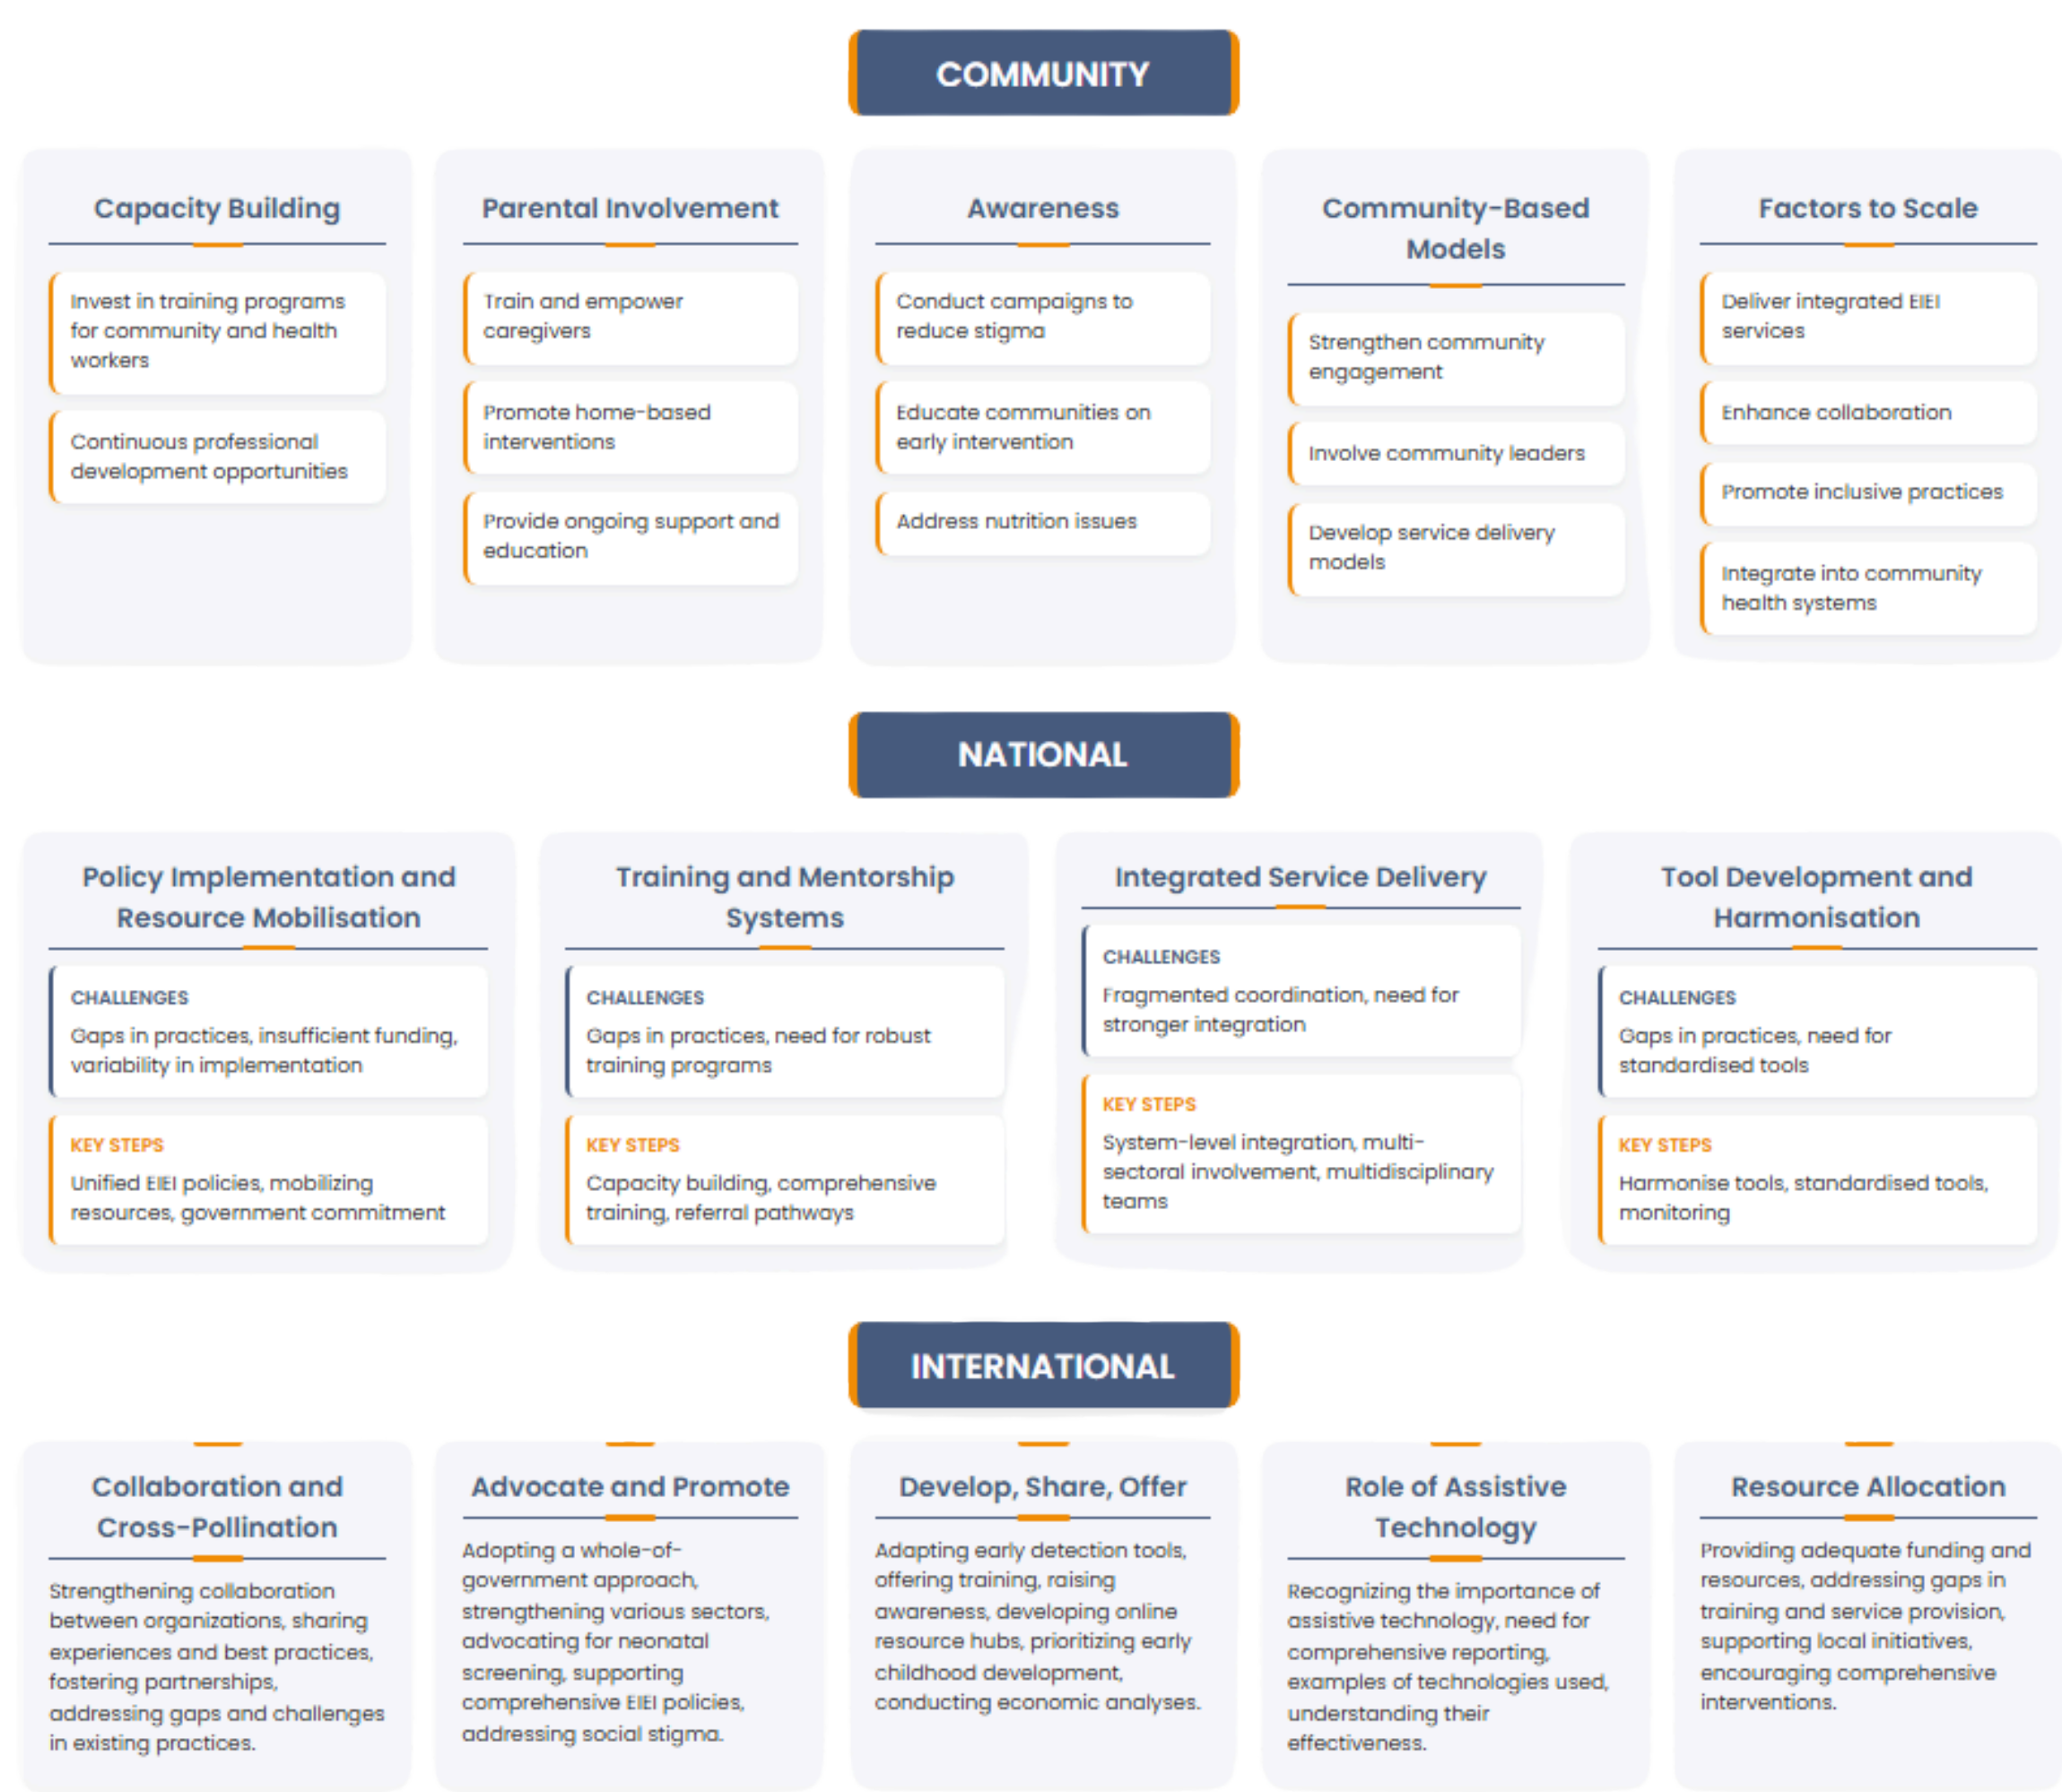 COMMUNITY
Capacity Building
Invest in training programs
for community and health
workers
Continuous professional
development opportunities
Parental Involvement
Train and empower
caregivers
Promote home-based
interventions
Provide ongoing support and
education
Awareness
Conduct campaigns to
reduce stigma
Educate communities on
early intervention
Address nutrition issues
Community-Based
Models
Strengthen community
engagement
Involve community leaders
Develop service delivery
models
Factors to Scale
Deliver integrated EIEI
services
Enhance collaboration
Promote inclusive practices
Integrate into community
health systems
NATIONAL
Policy Implementation and
Resource Mobilisation
CHALLENGES
Gaps in practices, insufficient funding,
variability in implementation
KEY STEPS
Unified EIEI policies, mobilizing
resources, government commitment
Training and Mentorship
Systems
CHALLENGES
Gaps in practices, need for robust
training programs
KEY STEPS
Capacity building, comprehensive
training, referral pathways
Integrated Service Delivery
CHALLENGES
Fragmented coordination, need for
stronger integration
KEY STEPS
System-level integration, multi-
sectoral involvement, multidisciplinary
teams
Tool Development and
Harmonisation
CHALLENGES
Gaps in practices, need for
standardised tools
KEY STEPS
Harmonise tools, standardised tools,
monitoring
INTERNATIONAL
Collaboration and
Cross-Pollination
Strengthening collaboration
between organizations, sharing
experiences and best practices,
fostering partnerships,
addressing gaps and challenges
in existing practices.
Advocate and Promote
Adopting a whole-of-
government approach,
strengthening various sectors,
advocating for neonatal
screening, supporting
comprehensive EIEI policies,
addressing social stigma.
Develop, Share, Offer
Adapting early detection tools,
offering training, raising
awareness, developing online
resource hubs, prioritizing early
childhood development,
conducting economic analyses.
Role of Assistive
Technology
Recognizing the importance of
assistive technology, need for
comprehensive reporting,
examples of technologies used,
understanding their
effectiveness.
Resource Allocation
Providing adequate funding and
resources, addressing gaps in
training and service provision,
supporting local initiatives,
encouraging comprehensive
interventions.